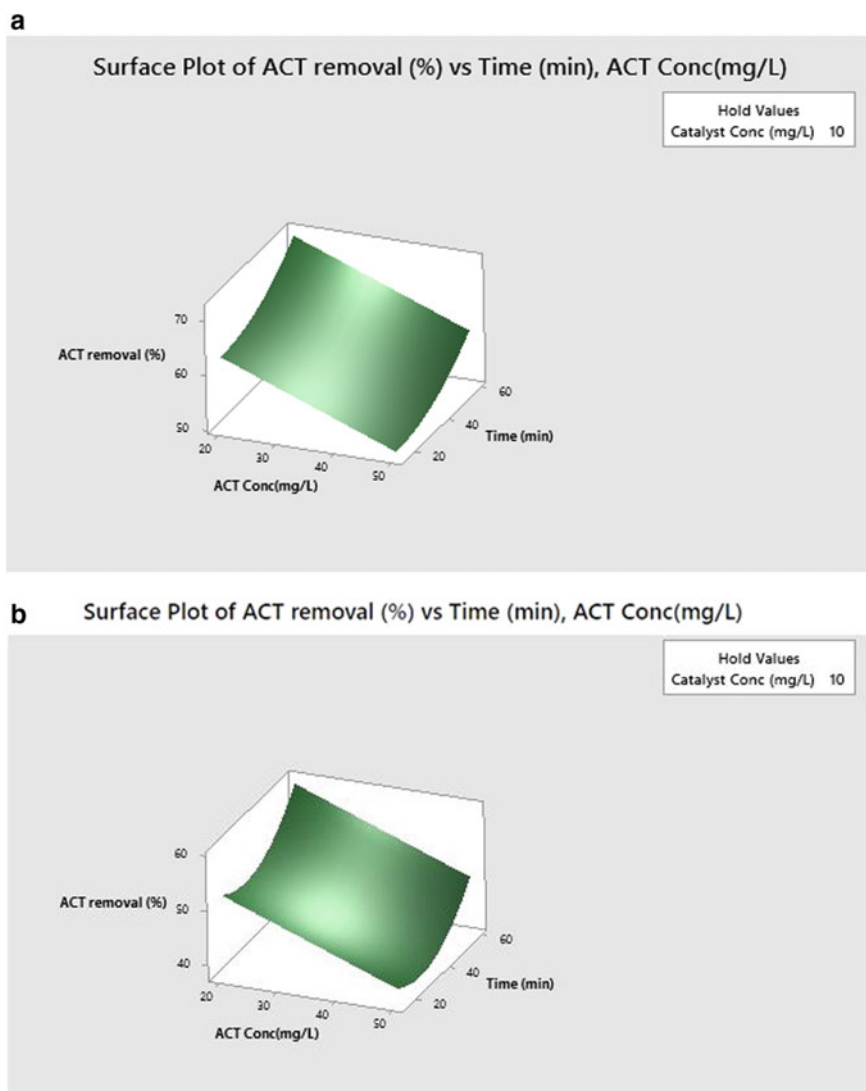 a
Surface Plot of ACT removal (%) vs Time (min), ACT Conc(mg/L)
Hold Values
Catalyst Conc (mg/L) 10
70
ACT removal (%)
60
60
40
Time (min)
50
20
20
30
40
50
ACT Conc(mg/L)
b
Surface Plot of ACT removal (%) vs Time (min), ACT Conc(mg/L)
Hold Values
Catalyst Conc (mg/L) 10
60
ACT removal (%)
50
60
40
Time (min)
40
20
20
30
40
50
ACT Conc(mg/L)